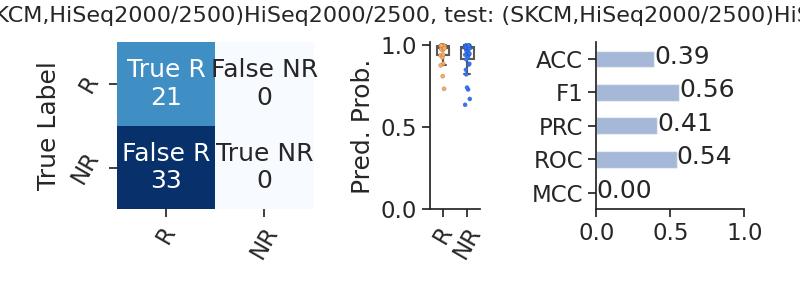 KCM,HiSeq2000/2500)HiSeq2000/2500, test: (SKCM,HiSeq2000/2500)HiS
True Label
R
NR
True R
21
False NR
0
False R
33
True NR
0
R
NR
Pred. Prob.
1.0
0.5
0.0
R
NR
ACC
0.39
F1
0.56
PRC
0.41
ROC
0.54
MCC
0.00
0.0
0.5
1.0